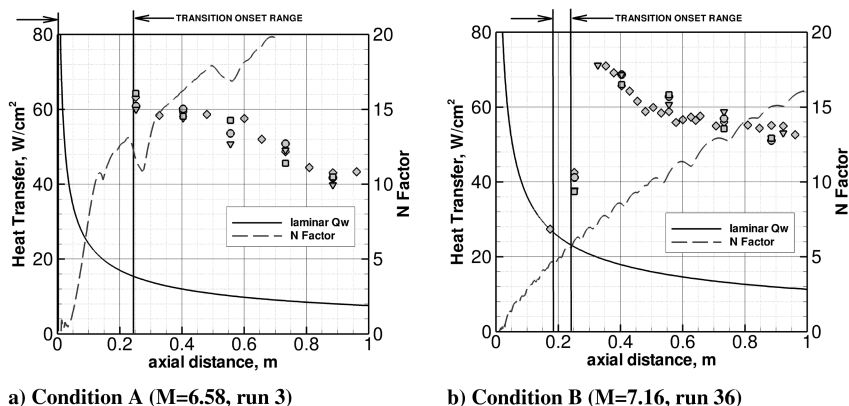 TRANSITION ONSET RANGE
80
60
40
20
0
Heat Transfer, W/cm²
20
15
10
5
0
N Factor
laminar Qw
N Factor
0 0.2 0.4 0.6 0.8 1
axial distance, m
a) Condition A (M=6.58, run 3)
TRANSITION ONSET RANGE
80
60
40
20
0
Heat Transfer, W/cm²
20
15
10
5
0
N Factor
laminar Qw
N Factor
0 0.2 0.4 0.6 0.8 1
axial distance, m
b) Condition B (M=7.16, run 36)